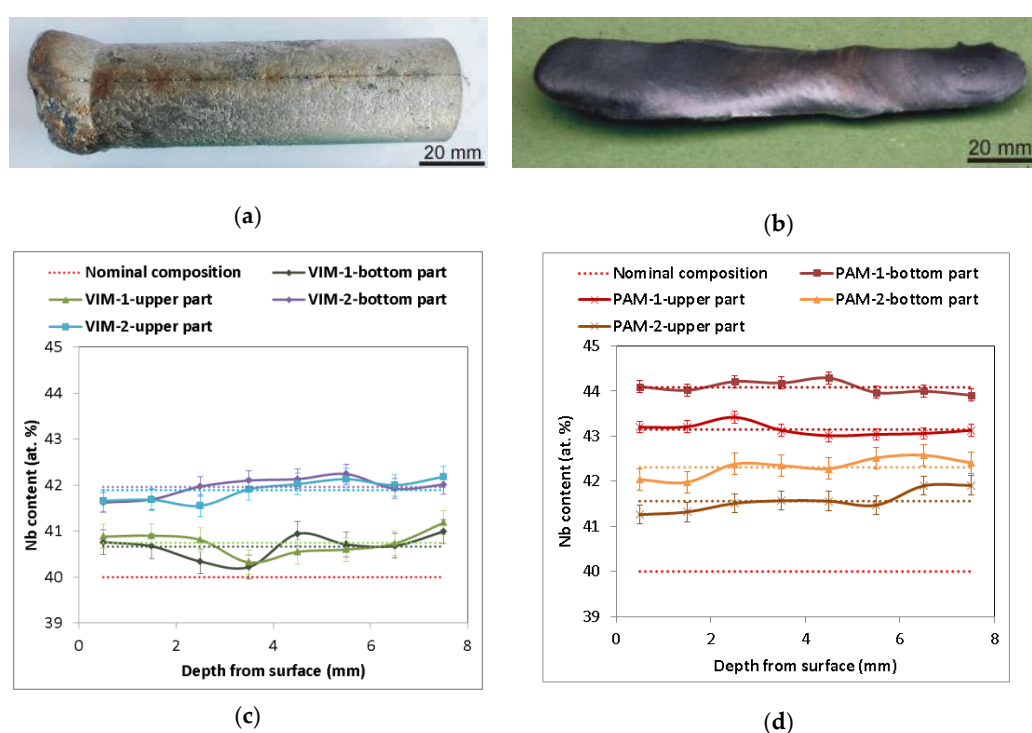 20 mm
20 mm
(a)
(b)
Nominal composition VIM-1-bottom part
VIM-1-upper part VIM-2-bottom part
VIM-2-upper part
45
44
43
42
41
40
39
0 2 4 6 8
Nb content (at. %)
Depth from surface (mm)
(c)
Nominal composition PAM-1-bottom part
PAM-1-upper part PAM-2-bottom part
PAM-2-upper part
45
44
43
42
41
40
39
0 2 4 6 8
Nb content (at. %)
Depth from surface (mm)
(d)